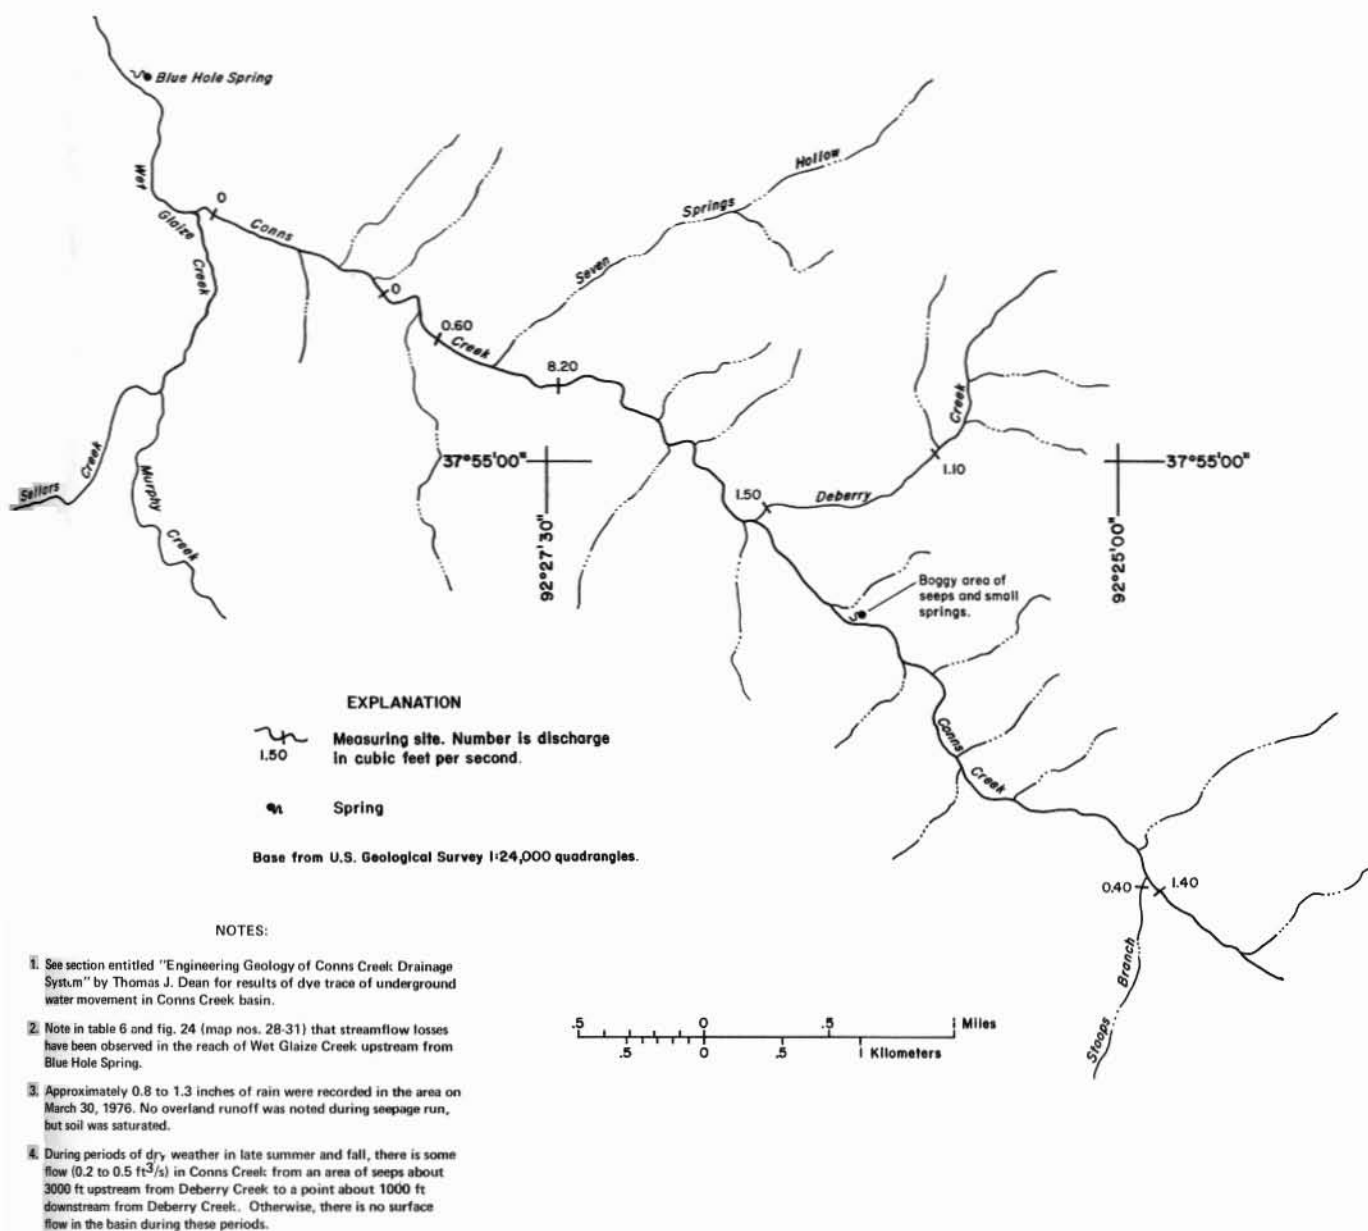 Blue Hole Spring
Wet
Glaize
Creek
0
Conns
0
0.60
Creek
8.20
Seven
Springs
Hollow
Sellars
Creek
Murphy
Creek
37°55'00"
92°27'30"
1.50
Deberry
Creek
1.10
37°55'00"
92°25'00"
Boggy area of
seeps and small
springs.
Conns
Creek
0.40
1.40
Stoops
Branch
EXPLANATION
Measuring site. Number is discharge
1.50
in cubic feet per second.
Spring
Base from U.S. Geological Survey 1:24,000 quadrangles.
.5 0 .5 1 Miles
.5 0 .5 1 Kilometers
NOTES:
1. See section entitled "Engineering Geology of Conns Creek Drainage
System" by Thomas J. Dean for results of dye trace of underground
water movement in Conns Creek basin.
2. Note in table 6 and fig. 24 (map nos. 28-31) that streamflow losses
have been observed in the reach of Wet Glaize Creek upstream from
Blue Hole Spring.
3. Approximately 0.8 to 1.3 inches of rain were recorded in the area on
March 30, 1976. No overland runoff was noted during seepage run,
but soil was saturated.
4. During periods of dry weather in late summer and fall, there is some
flow (0.2 to 0.5 ft³/s) in Conns Creek from an area of seeps about
3000 ft upstream from Deberry Creek to a point about 1000 ft
downstream from Deberry Creek. Otherwise, there is no surface
flow in the basin during these periods.